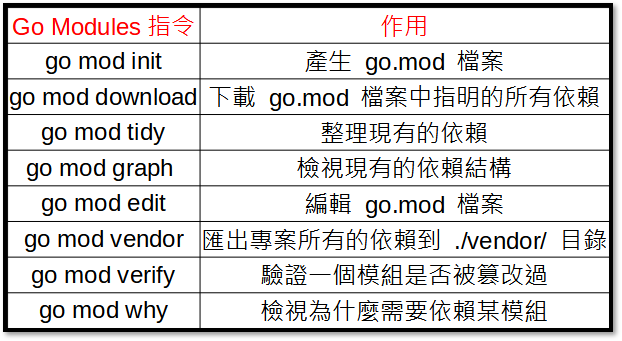 Go Modules 指令 作用
go mod init 產生 go.mod 檔案
go mod download 下載 go.mod 檔案中指明的所有依賴
go mod tidy 整理現有的依賴
go mod graph 檢視現有的依賴結構
go mod edit 編輯 go.mod 檔案
go mod vendor 匯出專案所有的依賴到 ./vendor/ 目錄
go mod verify 驗證一個模組是否被篡改過
go mod why 檢視為什麼需要依賴某模組